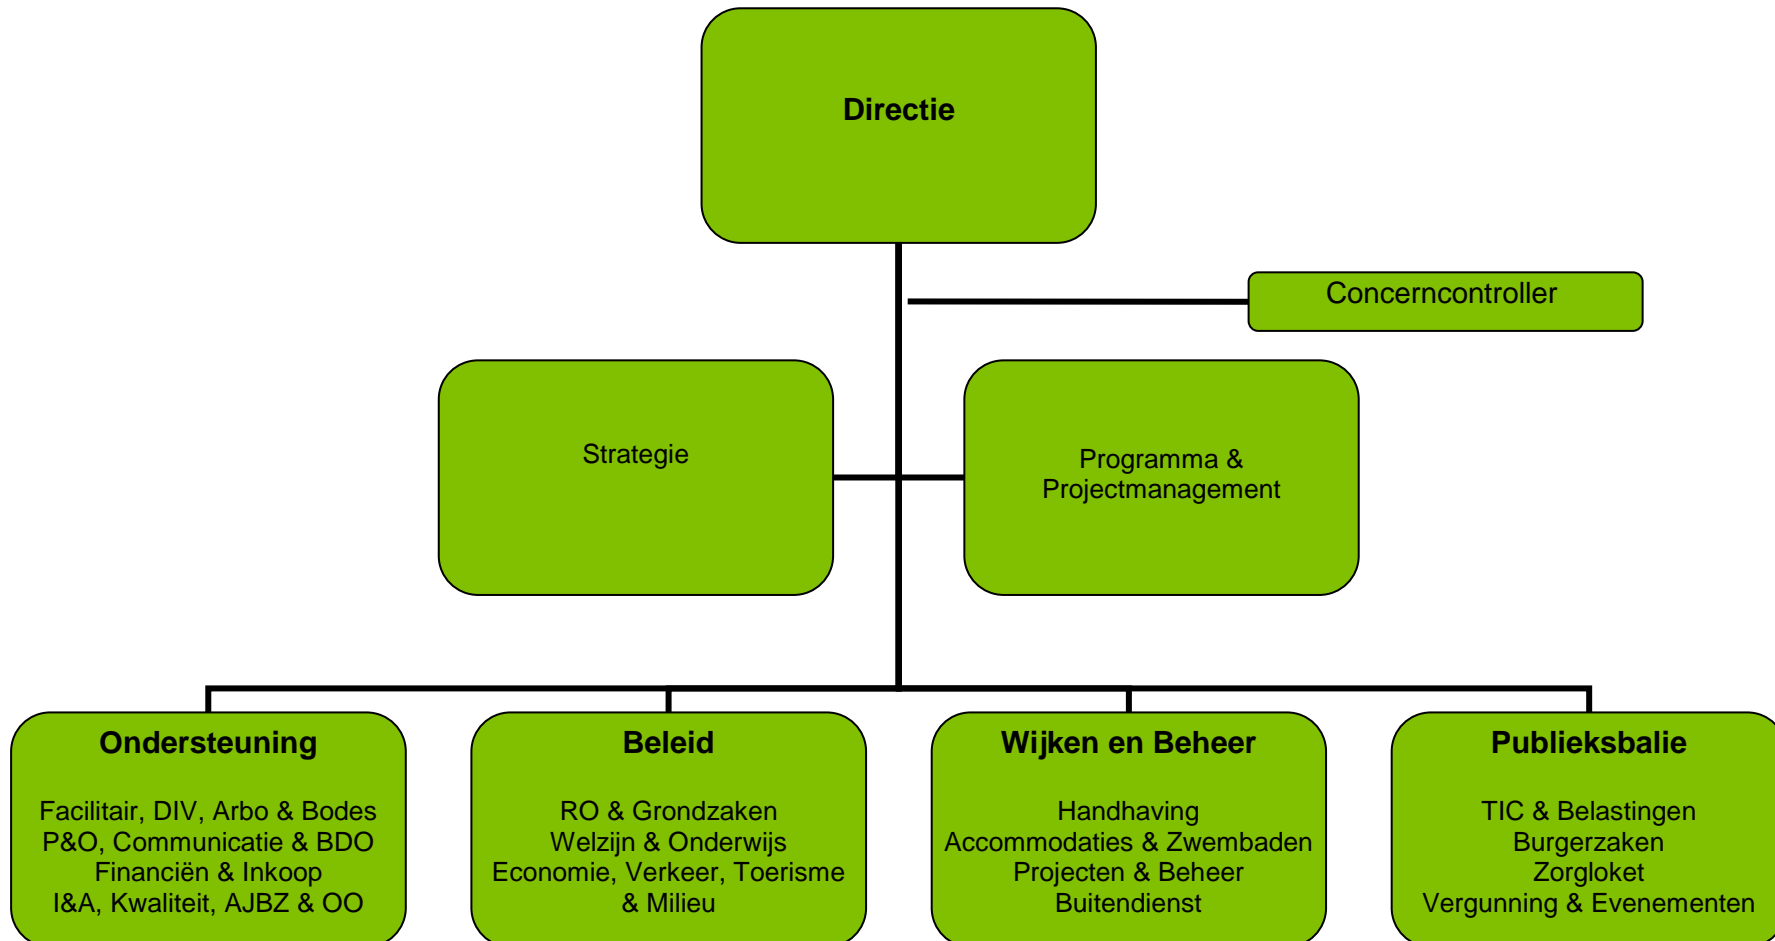 Directie
Concerncontroller
Strategie
Programma &
Projectmanagement
Ondersteuning
Facilitair, DIV, Arbo & Bodes
P&O, Communicatie & BDO
Financiën & Inkoop
I&A, Kwaliteit, AJBZ & OO
Beleid
RO & Grondzaken
Welzijn & Onderwijs
Economie, Verkeer, Toerisme
& Milieu
Wijken en Beheer
Handhaving
Accommodaties & Zwembaden
Projecten & Beheer
Buitendienst
Publieksbalie
TIC & Belastingen
Burgerzaken
Zorgloket
Vergunning & Evenementen